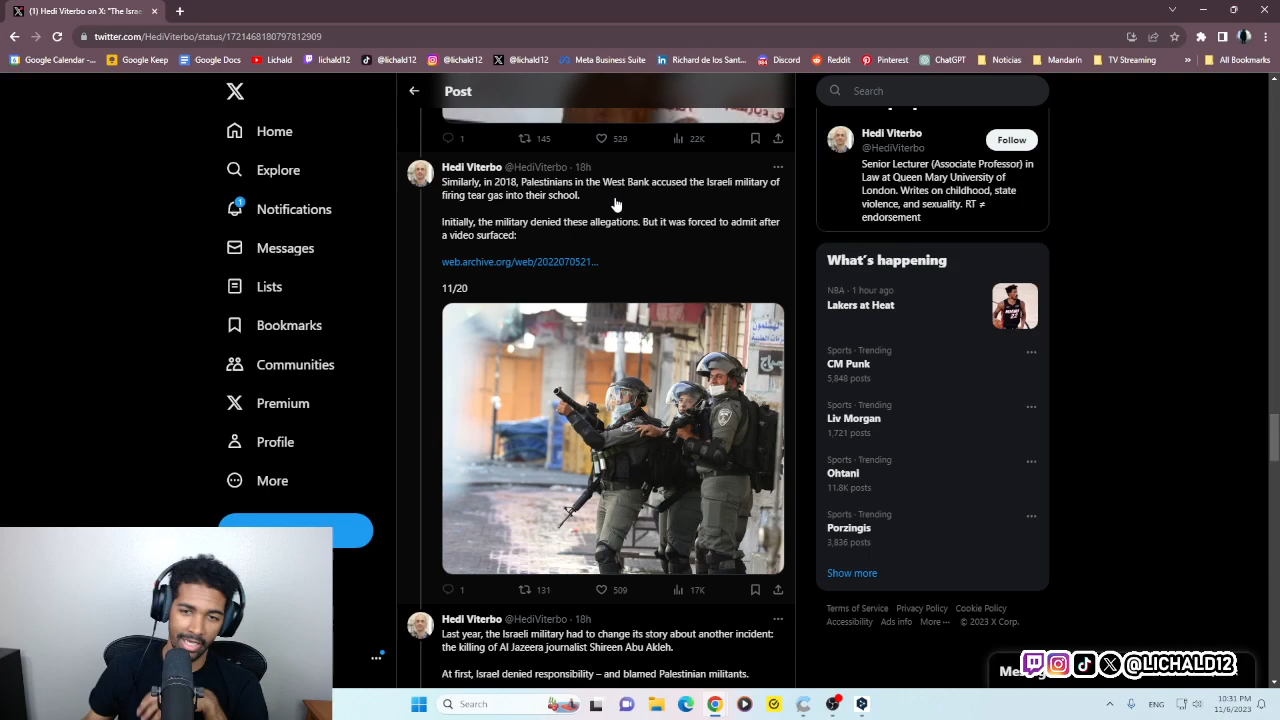 (1) Hedi Viterbo on X: "The Isra
twitter.com/HediViterbo/status/1721468180797812909
Google Calendar -...
Google Keep
Google Docs
Lichald
lichald12
@lichald12
@lichald12
@lichald12
Meta Business Suite
Richard de los Sant...
Discord
Reddit
Pinterest
ChatGPT
Noticias
Mandarín
TV Streaming
»
All Bookmarks
Home
Explore
1
Notifications
Messages
Lists
Bookmarks
Communities
Premium
Profile
More
Post
1 145 529 22K
Hedi Viterbo @HediViterbo · 18h
Similarly, in 2018, Palestinians in the West Bank accused the Israeli military of
firing tear gas into their school.
Initially, the military denied these allegations. But it was forced to admit after
a video surfaced:
web.archive.org/web/2022070521...
11/20
1 131 509 17K
Hedi Viterbo @HediViterbo · 18h
Last year, the Israeli military had to change its story about another incident:
the killing of Al Jazeera journalist Shireen Abu Akleh.
At first, Israel denied responsibility – and blamed Palestinian militants.
Search
Hedi Viterbo
@HediViterbo
Follow
Senior Lecturer (Associate Professor) in
Law at Queen Mary University of
London. Writes on childhood, state
violence, and sexuality. RT ≠
endorsement
What's happening
NBA · 1 hour ago
Lakers at Heat
Sports · Trending
CM Punk
5,848 posts
Sports · Trending
Liv Morgan
1,721 posts
Sports · Trending
Ohtani
11.8K posts
Sports · Trending
Porzingis
3,836 posts
Show more
Terms of Service Privacy Policy Cookie Policy
Accessibility Ads info More ··· © 2023 X Corp.
@LICHALD12
Search
ENG
10:31 PM
11/6/2023